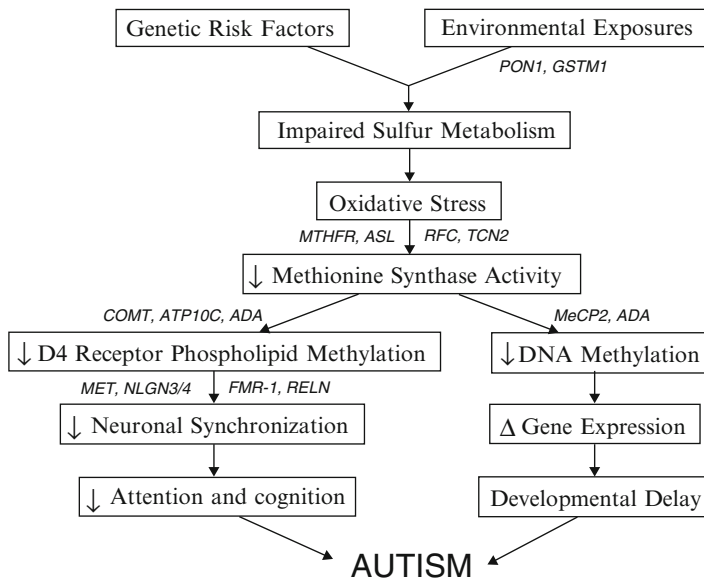 Genetic Risk Factors
Environmental Exposures
PON1, GSTM1
Impaired Sulfur Metabolism
Oxidative Stress
MTHFR, ASL
RFC, TCN2
↓ Methionine Synthase Activity
COMT, ATP10C, ADA
MeCP2, ADA
↓ D4 Receptor Phospholipid Methylation
↓ DNA Methylation
MET, NLGN3/4
FMR-1, RELN
↓ Neuronal Synchronization
Δ Gene Expression
↓ Attention and cognition
Developmental Delay
AUTISM